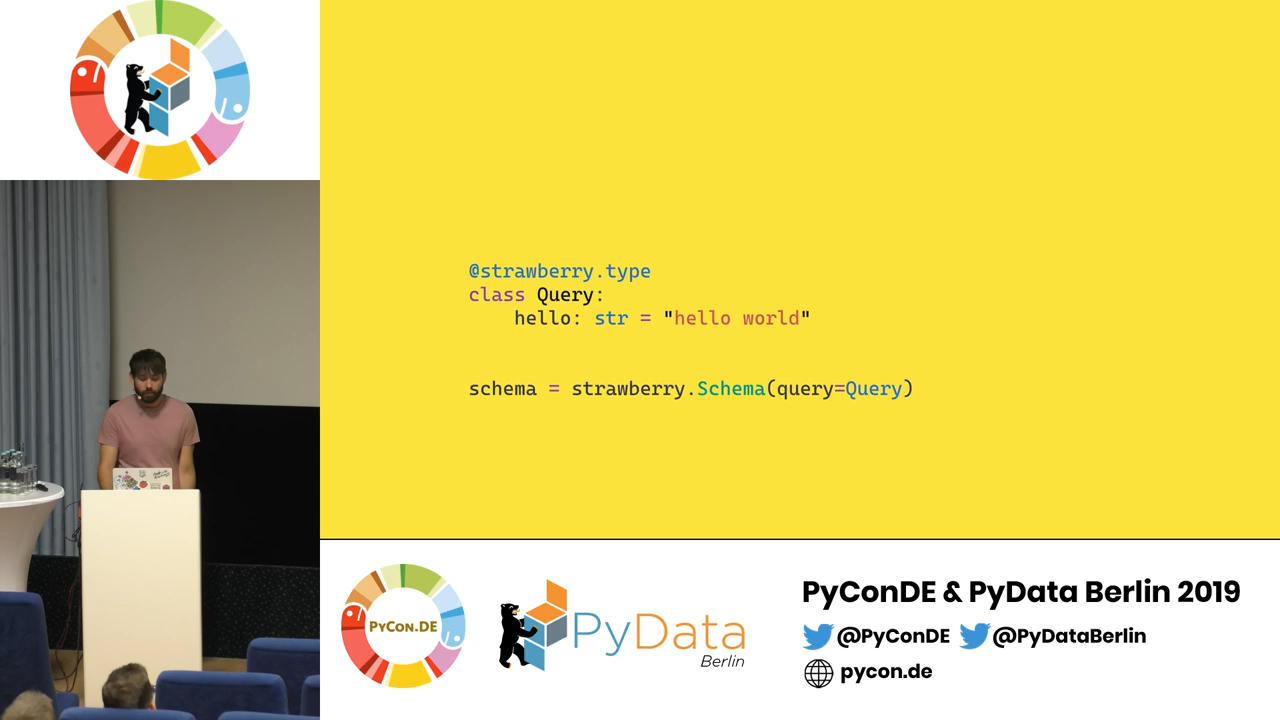 @strawberry.type
class Query:
    hello: str = "hello world"
schema = strawberry.Schema(query=Query)
PyCon.DE
PyData
Berlin
PyConDE & PyData Berlin 2019
@PyConDE @PyDataBerlin
pycon.de